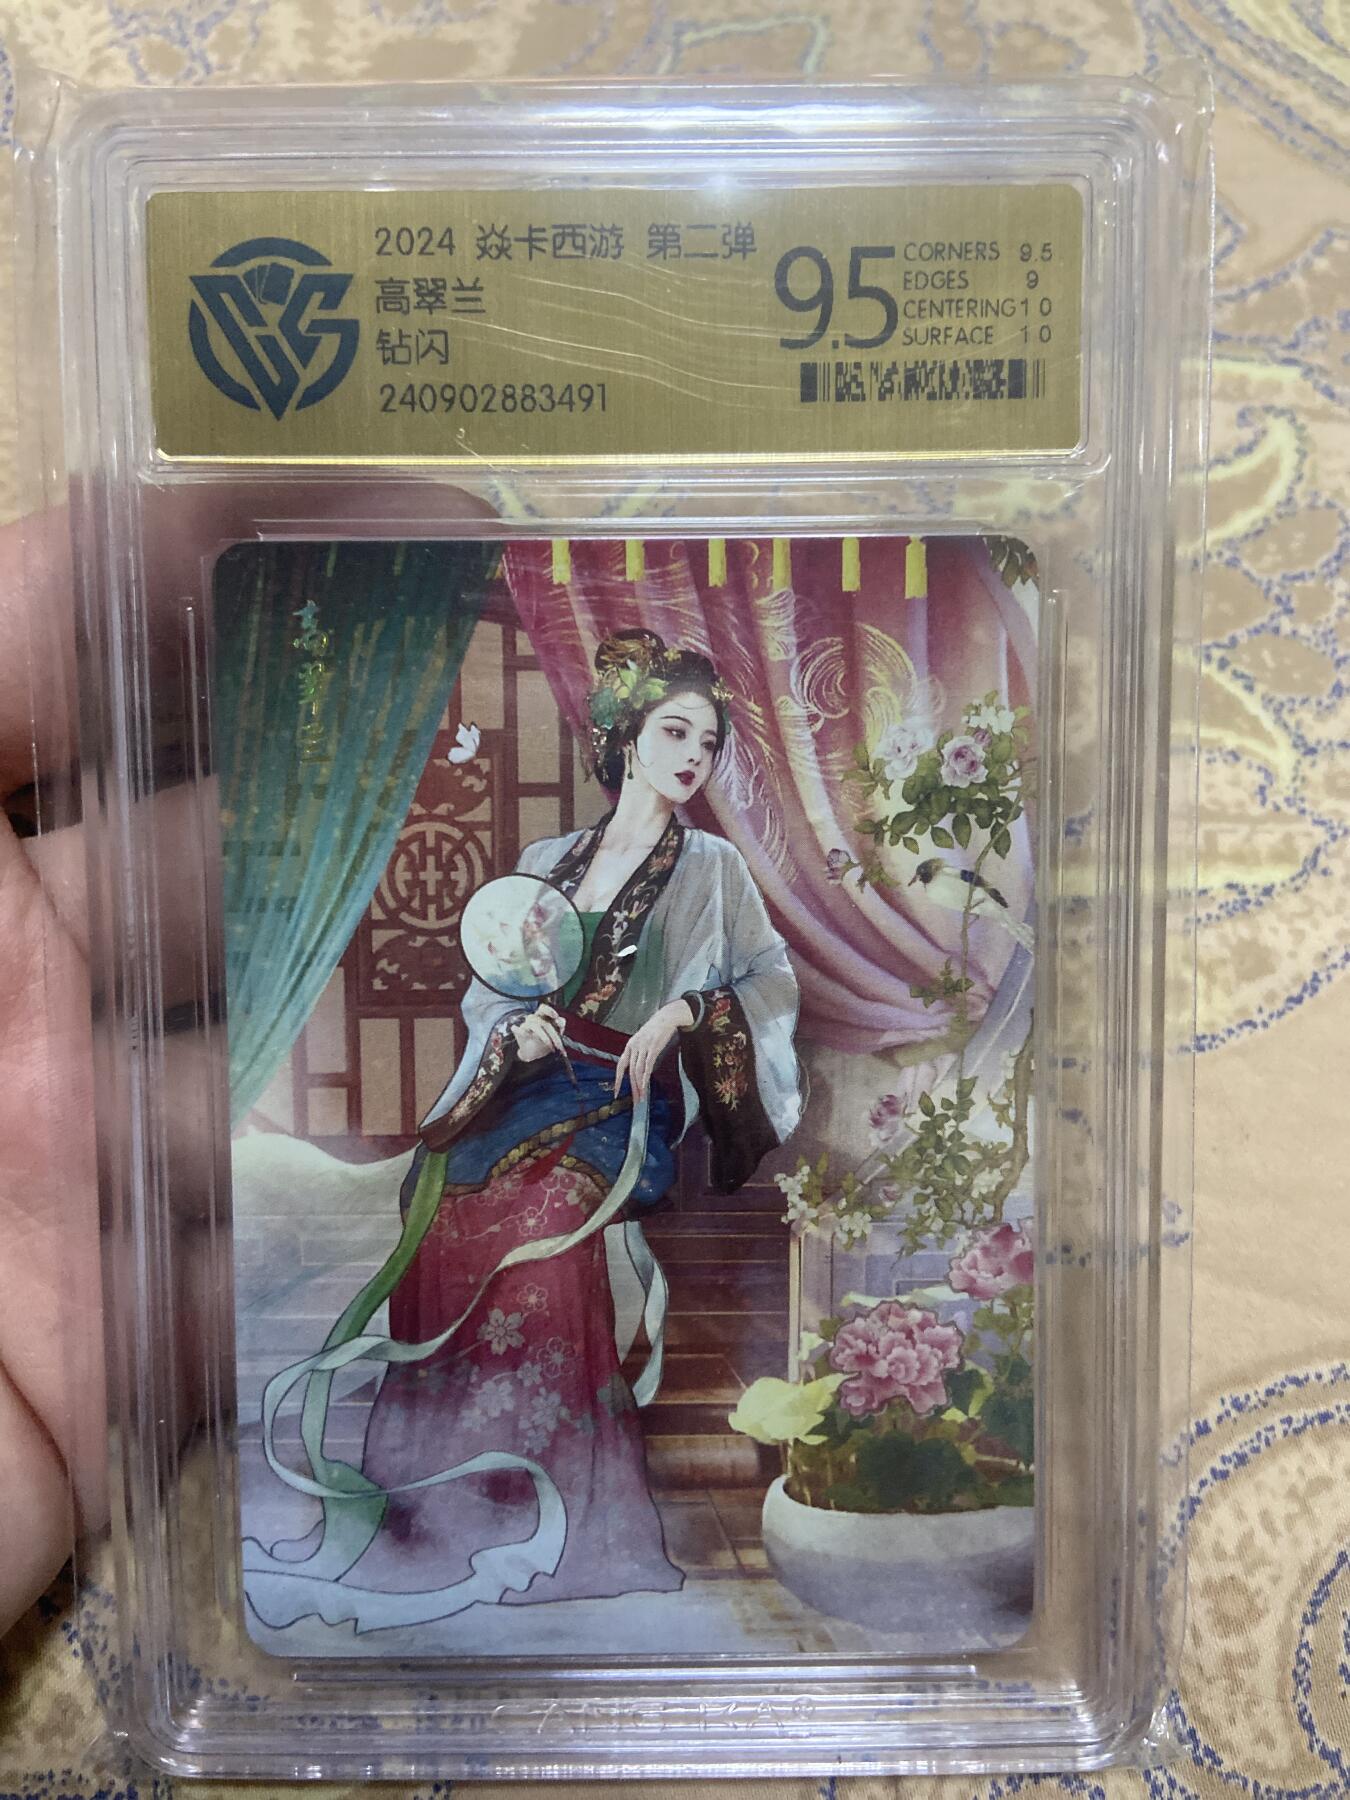 2024 焱卡西游 第二弹
高翠兰
钻闪
240902883491
9.5
CORNERS 9.5
EDGES 9
CENTERING 10
SURFACE 10
高翠兰